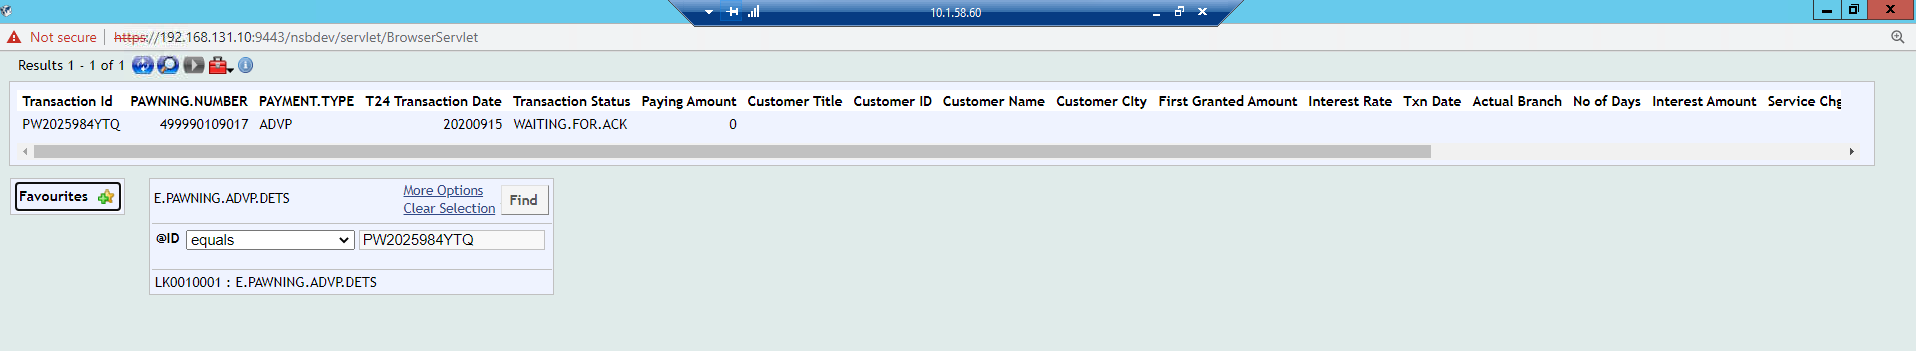 10.1.58.60
Not secure https://192.168.131.10:9443/nsbdev/servlet/BrowserServlet
Results 1 - 1 of 1
Transaction Id PAWNING.NUMBER PAYMENT.TYPE T24 Transaction Date Transaction Status Paying Amount Customer Title Customer ID Customer Name Customer CIty First Granted Amount Interest Rate Txn Date Actual Branch No of Days Interest Amount Service Chg
PW2025984YTQ 499990109017 ADVP 20200915 WAITING.FOR.ACK 0
Favourites
E.PAWNING.ADVP.DETS
More Options
Clear Selection
Find
@ID equals PW2025984YTQ
LK0010001 : E.PAWNING.ADVP.DETS